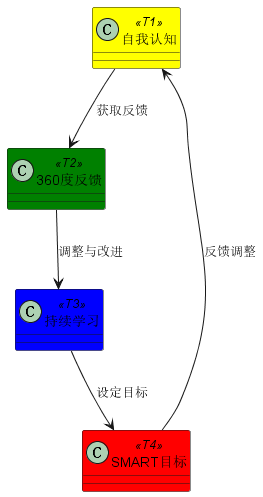 C «T1»
自我认知
获取反馈
C «T2»
360度反馈
调整与改进
反馈调整
C «T3»
持续学习
设定目标
C «T4»
SMART目标